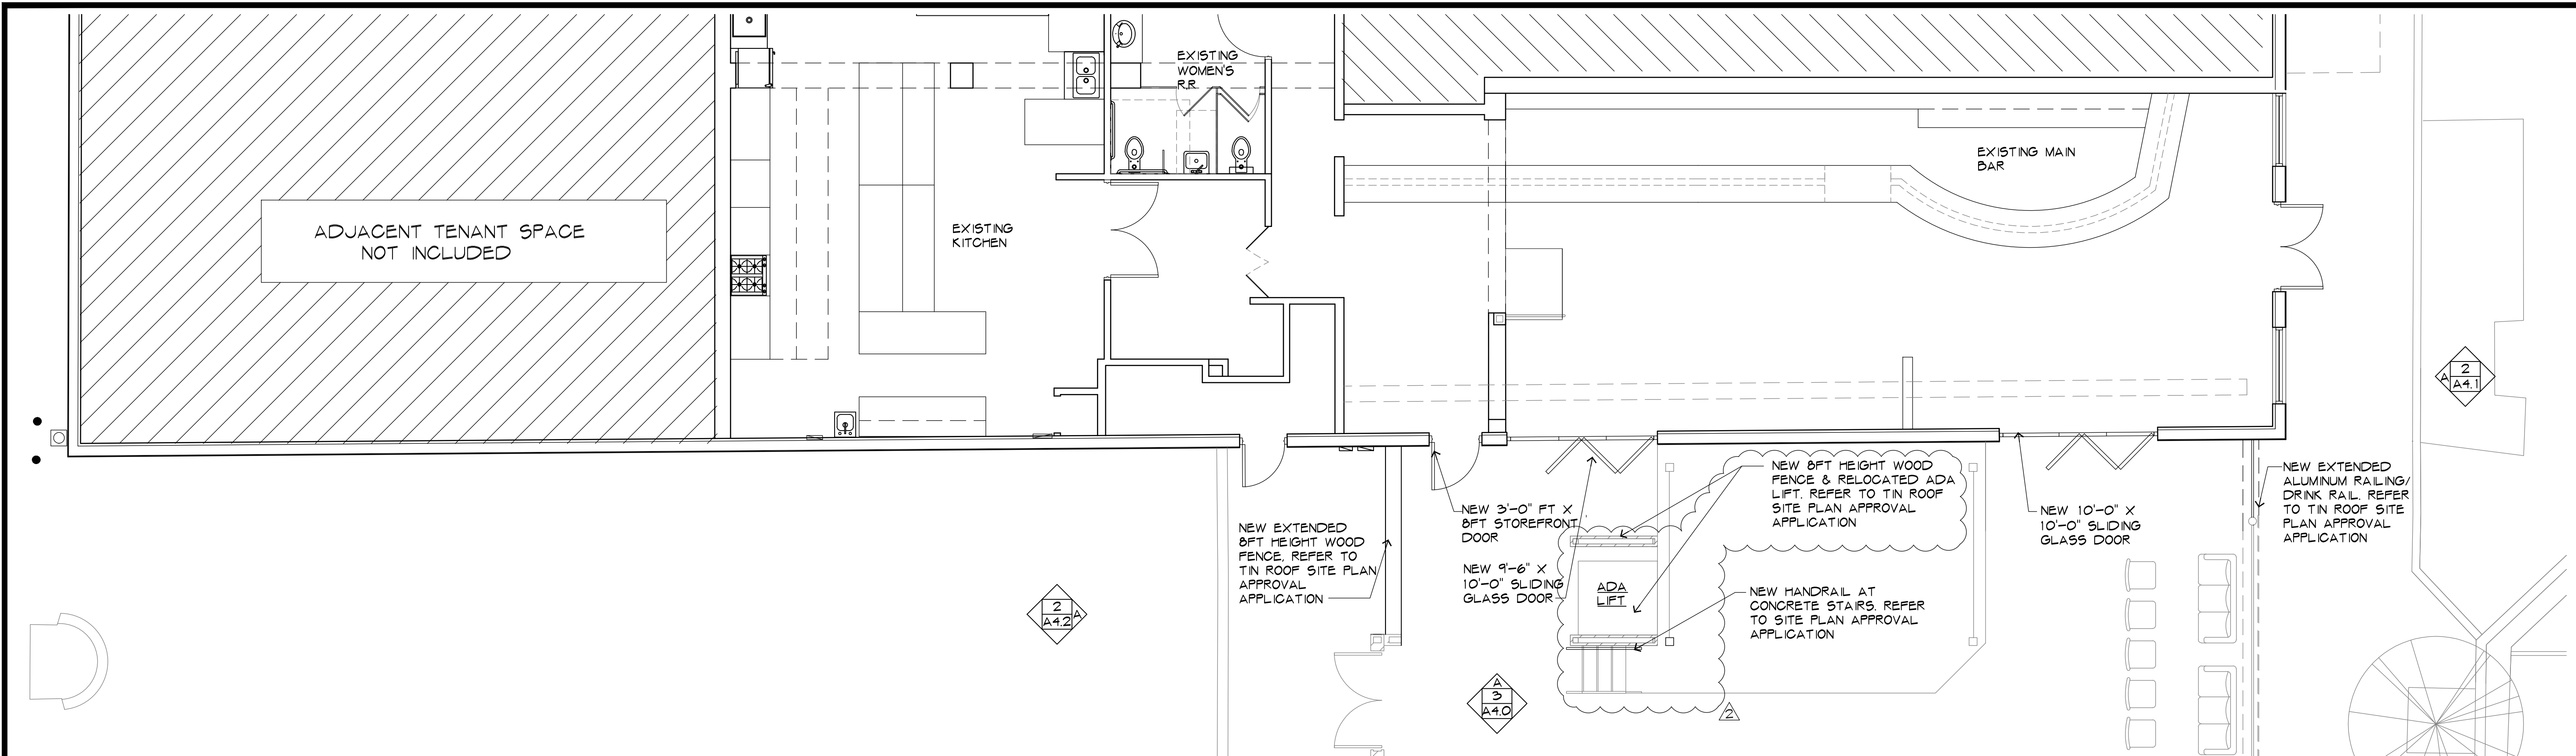 EXISTING
WOMEN'S
R.R
EXISTING MAIN
BAR
ADJACENT TENANT SPACE
NOT INCLUDED
EXISTING
KITCHEN
2
A
A4.1
NEW EXTENDED
8FT HEIGHT WOOD
FENCE, REFER TO
TIN ROOF SITE PLAN
APPROVAL
APPLICATION
NEW 3'-0" FT X
8FT STOREFRONT
DOOR
NEW 9'-6" X
10'-0" SLIDING
GLASS DOOR
NEW 8FT HEIGHT WOOD
FENCE & RELOCATED ADA
LIFT. REFER TO TIN ROOF
SITE PLAN APPROVAL
APPLICATION
ADA
LIFT
NEW HANDRAIL AT
CONCRETE STAIRS. REFER
TO SITE PLAN APPROVAL
APPLICATION
NEW 10'-0" X
10'-0" SLIDING
GLASS DOOR
NEW EXTENDED
ALUMINUM RAILING/
DRINK RAIL. REFER
TO TIN ROOF SITE
PLAN APPROVAL
APPLICATION
2
A
A4.2
A
3
A4.0
2